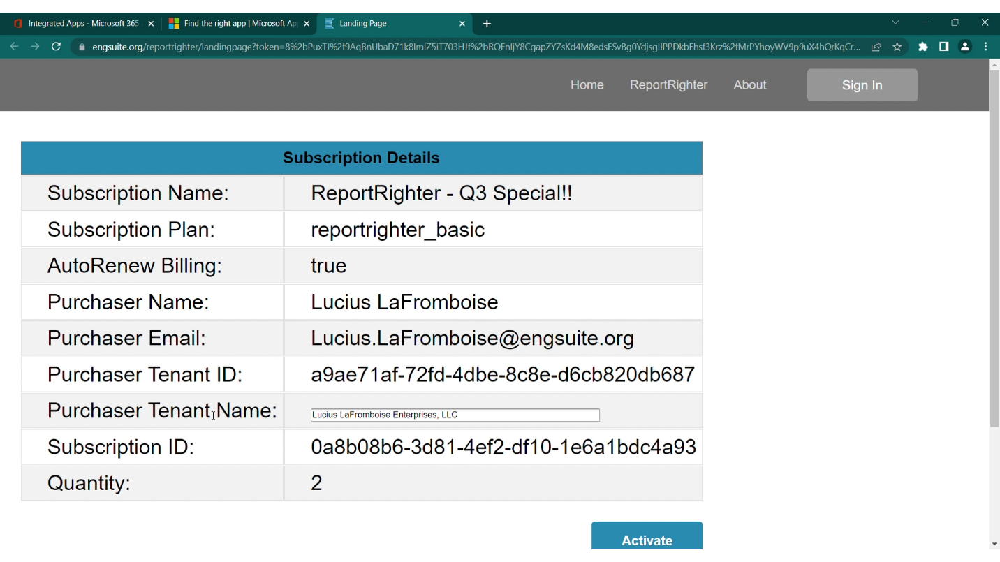 Integrated Apps - Microsoft 365
Find the right app | Microsoft Ap
Landing Page
engsuite.org/reportrighter/landingpage?token=8%2bPuxTJ%2f9AqBnUbaD71k8ImIZ5iT703HJf%2bRQFnIjY8CgapZYZsKd4M8edsFSvBg0YdjsgIIPPDkbFhsf3Krz%2fMrPYhoyWV9p9uX4hQrKqCr...
Home ReportRighter About Sign In
Subscription Details
Subscription Name: ReportRighter - Q3 Special!!
Subscription Plan: reportrighter_basic
AutoRenew Billing: true
Purchaser Name: Lucius LaFromboise
Purchaser Email: Lucius.LaFromboise@engsuite.org
Purchaser Tenant ID: a9ae71af-72fd-4dbe-8c8e-d6cb820db687
Purchaser Tenant Name: Lucius LaFromboise Enterprises, LLC
Subscription ID: 0a8b08b6-3d81-4ef2-df10-1e6a1bdc4a93
Quantity: 2
Activate